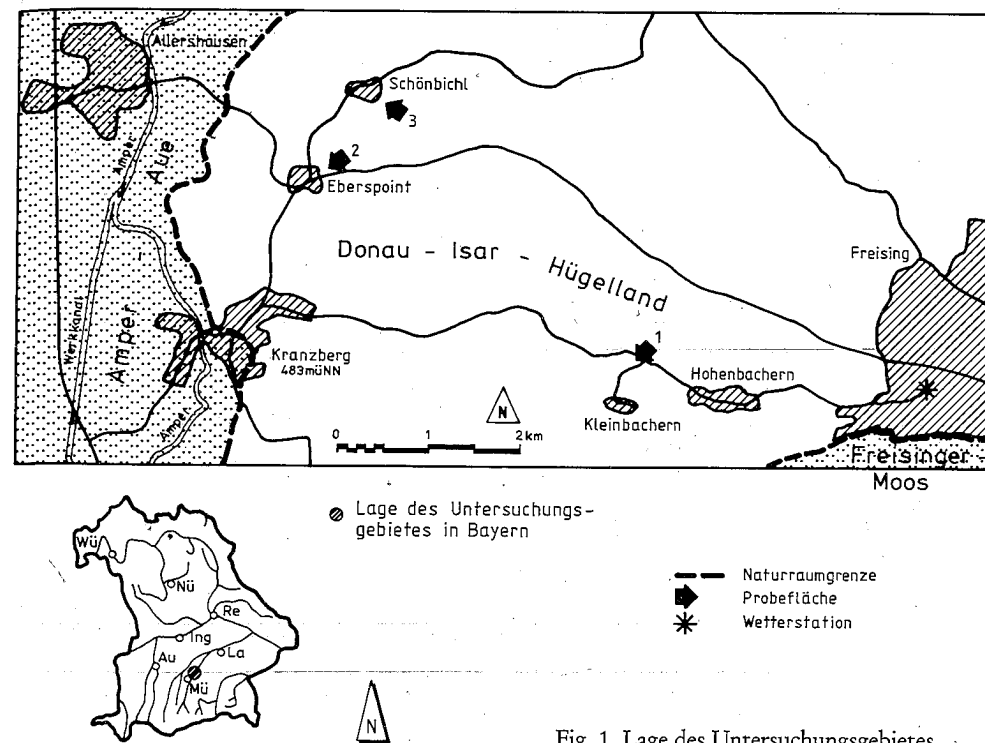 Allershausen
Schönbichl
3
2
Eberspoint
Amper
Aue
Donau - Isar - Hügelland
Freising
Werkkanal
Amper
Kranzberg
483müNN
1
Hohenbachern
Kleinbachern
N
Amper
0 1 2km
Freisinger-
Moos
Lage des Untersuchungs-
gebietes in Bayern
Wü
Nü
Re
Ing
Au
La
Mü
N
Naturraumgrenze
Probefläche
Wetterstation
Fig. 1. Lage des Untersuchungsgebietes